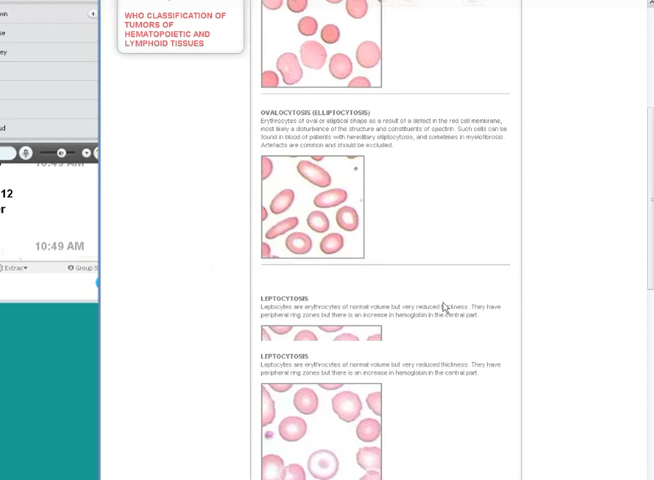 wn
se
ey
d
WHO CLASSIFICATION OF
TUMORS OF
HEMATOPOIETIC AND
LYMPHOID TISSUES
12
r
10:49 AM
Extras
Group S
OVALOCYTOSIS (ELLIPTOCYTOSIS)
Erythrocytes of oval or elliptical shape as a result of a defect in the red cell membrane,
most likely a disturbance of the structure and constituents of spectrin. Such cells can be
found in blood of patients with hereditary elliptocytosis, and sometimes in myelofibrosis.
Artefacts are common and should be excluded.
LEPTOCYTOSIS
Leptocytes are erythrocytes of normal volume but very reduced thickness. They have
peripheral ring zones but there is an increase in hemoglobin in the central part.
LEPTOCYTOSIS
Leptocytes are erythrocytes of normal volume but very reduced thickness. They have
peripheral ring zones but there is an increase in hemoglobin in the central part.